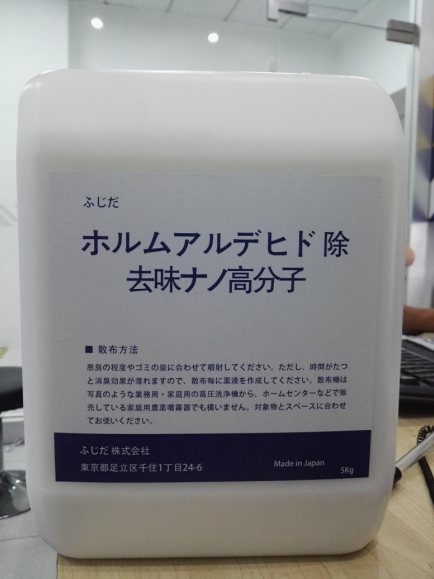 ふじだ
ホルムアルデヒド 除
去味ナノ高分子
■ 散布方法
悪臭の程度やゴミの量に合わせて噴射してください。ただし、時間がたつ
と消臭効果が薄れますので、散布毎に薬液を作成してください。散布機は
写真のような業務用・家庭用の高圧洗浄機から、ホームセンターなどで販
売している家庭用農薬噴霧器でも構いません。対象物とスペースに合わせ
てお使いください。
ふじだ 株式会社
東京都足立区千住1丁目24-6
Made in Japan
5Kg